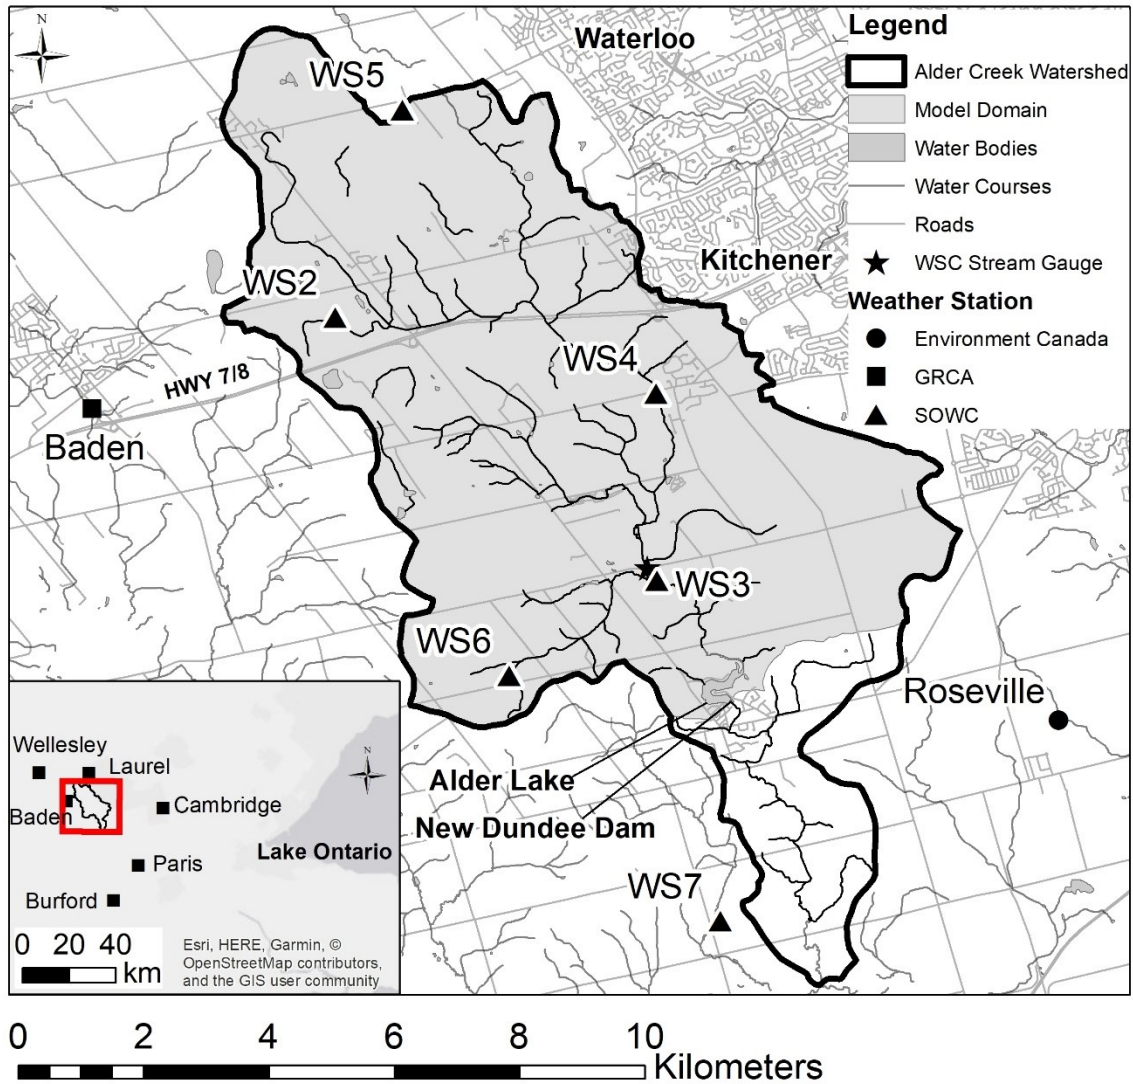 N
Waterloo
WS5
Legend
Alder Creek Watershed
Model Domain
Water Bodies
Water Courses
Roads
WSC Stream Gauge
Weather Station
Environment Canada
GRCA
SOWC
Kitchener
WS2
WS4
HWY 7/8
Baden
WS3
WS6
Roseville
Alder Lake
New Dundee Dam
WS7
N
Wellesley
Laurel
Baden
Cambridge
Lake Ontario
Paris
Burford
0 20 40
km
Esri, HERE, Garmin, ©
OpenStreetMap contributors,
and the GIS user community
0 2 4 6 8 10
Kilometers